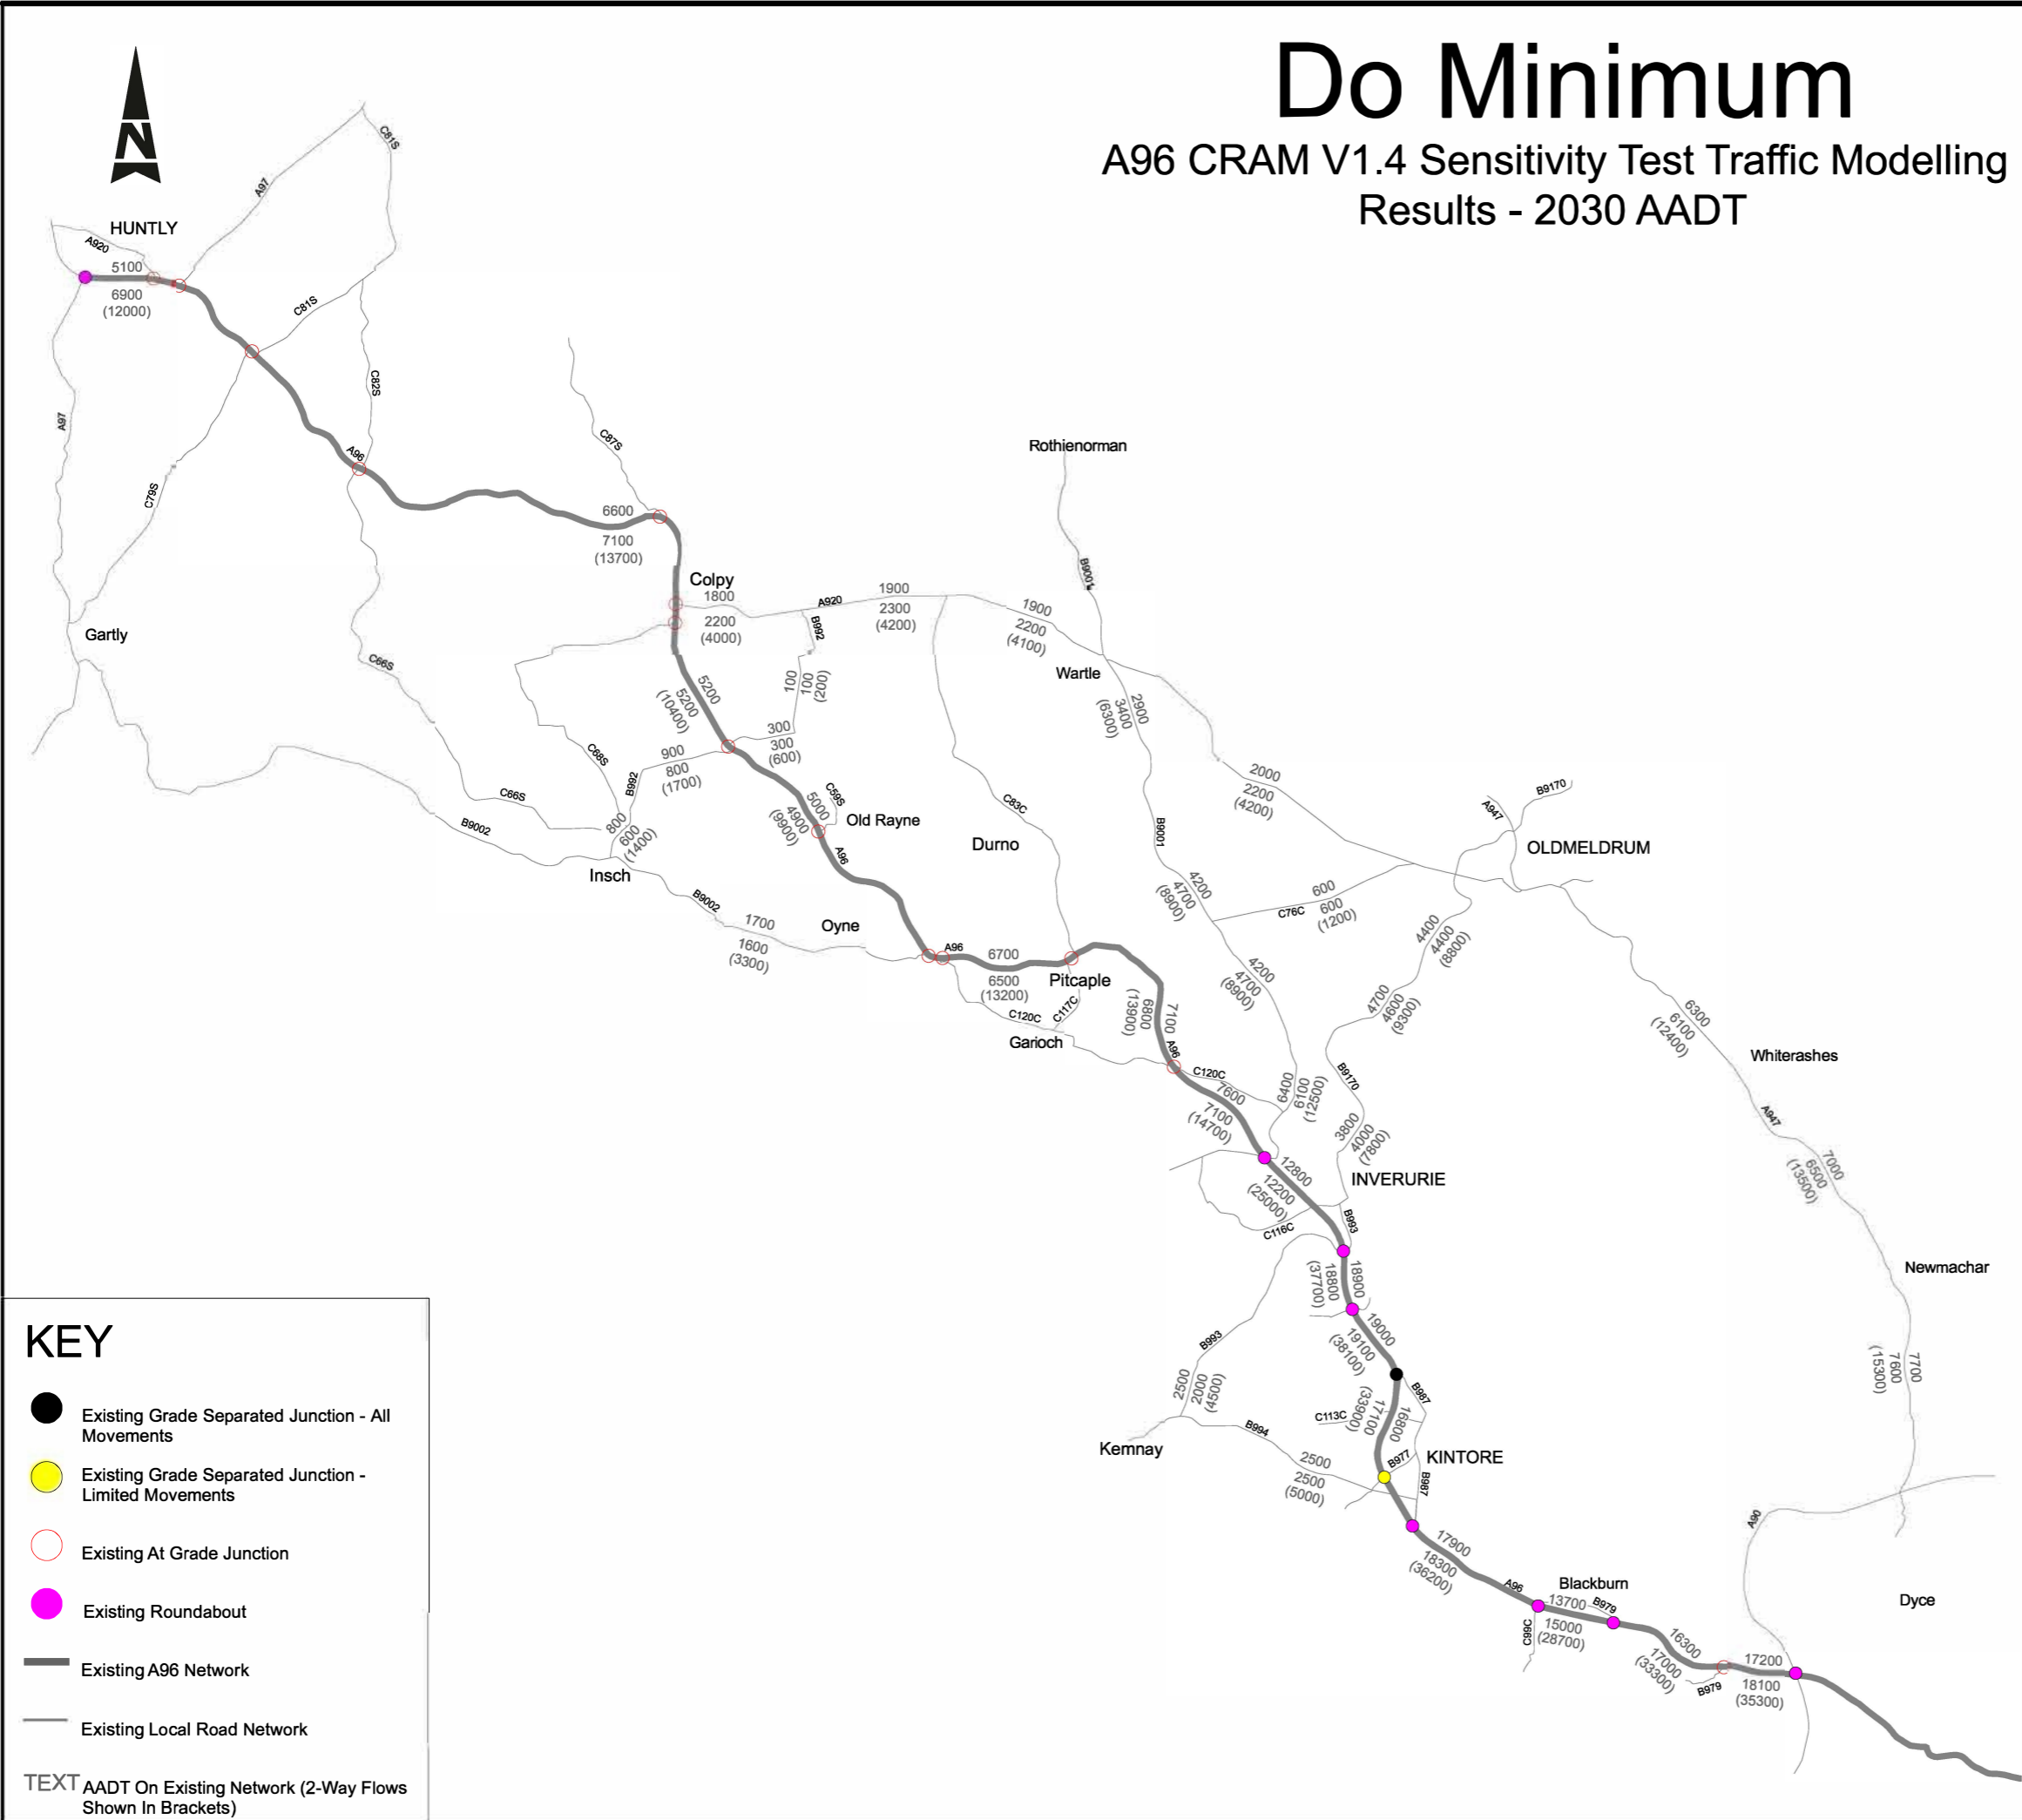 Do Minimum
A96 CRAM V1.4 Sensitivity Test Traffic Modelling
Results - 2030 AADT
N
C81S
A97
HUNTLY
A920
5100
6900
(12000)
C81S
C82S
A97
A96
C87S
C79S
6600
7100
(13700)
Rothienorman
B9001
Colpy
1800
2200
(4000)
A920
1900
2300
(4200)
1900
2200
(4100)
B992
Gartly
C66S
100
100
(200)
Wartle
2900
3400
(6300)
5200
5200
(10400)
300
300
(600)
900
800
(1700)
C68S
B992
C66S
B9002
800
600
(1400)
Insch
5000
4900
(9900)
C59S
Old Rayne
A96
C83C
Durno
B9001
2000
2200
(4200)
B9170
A947
OLDMELDRUM
4200
4700
(8900)
600
600
(1200)
C76C
B9002
1700
1600
(3300)
Oyne
A96
6700
6500
(13200)
Pitcaple
C117C
C120C
Garioch
4200
4700
(8900)
4400
4400
(8800)
4700
4600
(9300)
7100
6800
(13900)
A96
C120C
7600
7100
(14700)
6400
6100
(12500)
B9170
3800
4000
(7800)
6300
6100
(12400)
Whiterashes
A947
7000
6500
(13500)
INVERURIE
12800
12200
(25000)
C116C
B993
18900
18800
(37700)
Newmachar
19000
19100
(38100)
B993
2500
2000
(4500)
7700
7600
(15300)
B987
C113C
16800
17100
(33900)
Kemnay
B994
2500
2500
(5000)
B977
KINTORE
B987
A90
17900
18300
(36200)
A96
Blackburn
13700
B979
15000
(28700)
C99C
16300
17000
(33300)
B979
17200
18100
(35300)
Dyce
KEY
Existing Grade Separated Junction - All
Movements
Existing Grade Separated Junction -
Limited Movements
Existing At Grade Junction
Existing Roundabout
Existing A96 Network
Existing Local Road Network
TEXT AADT On Existing Network (2-Way Flows
Shown In Brackets)